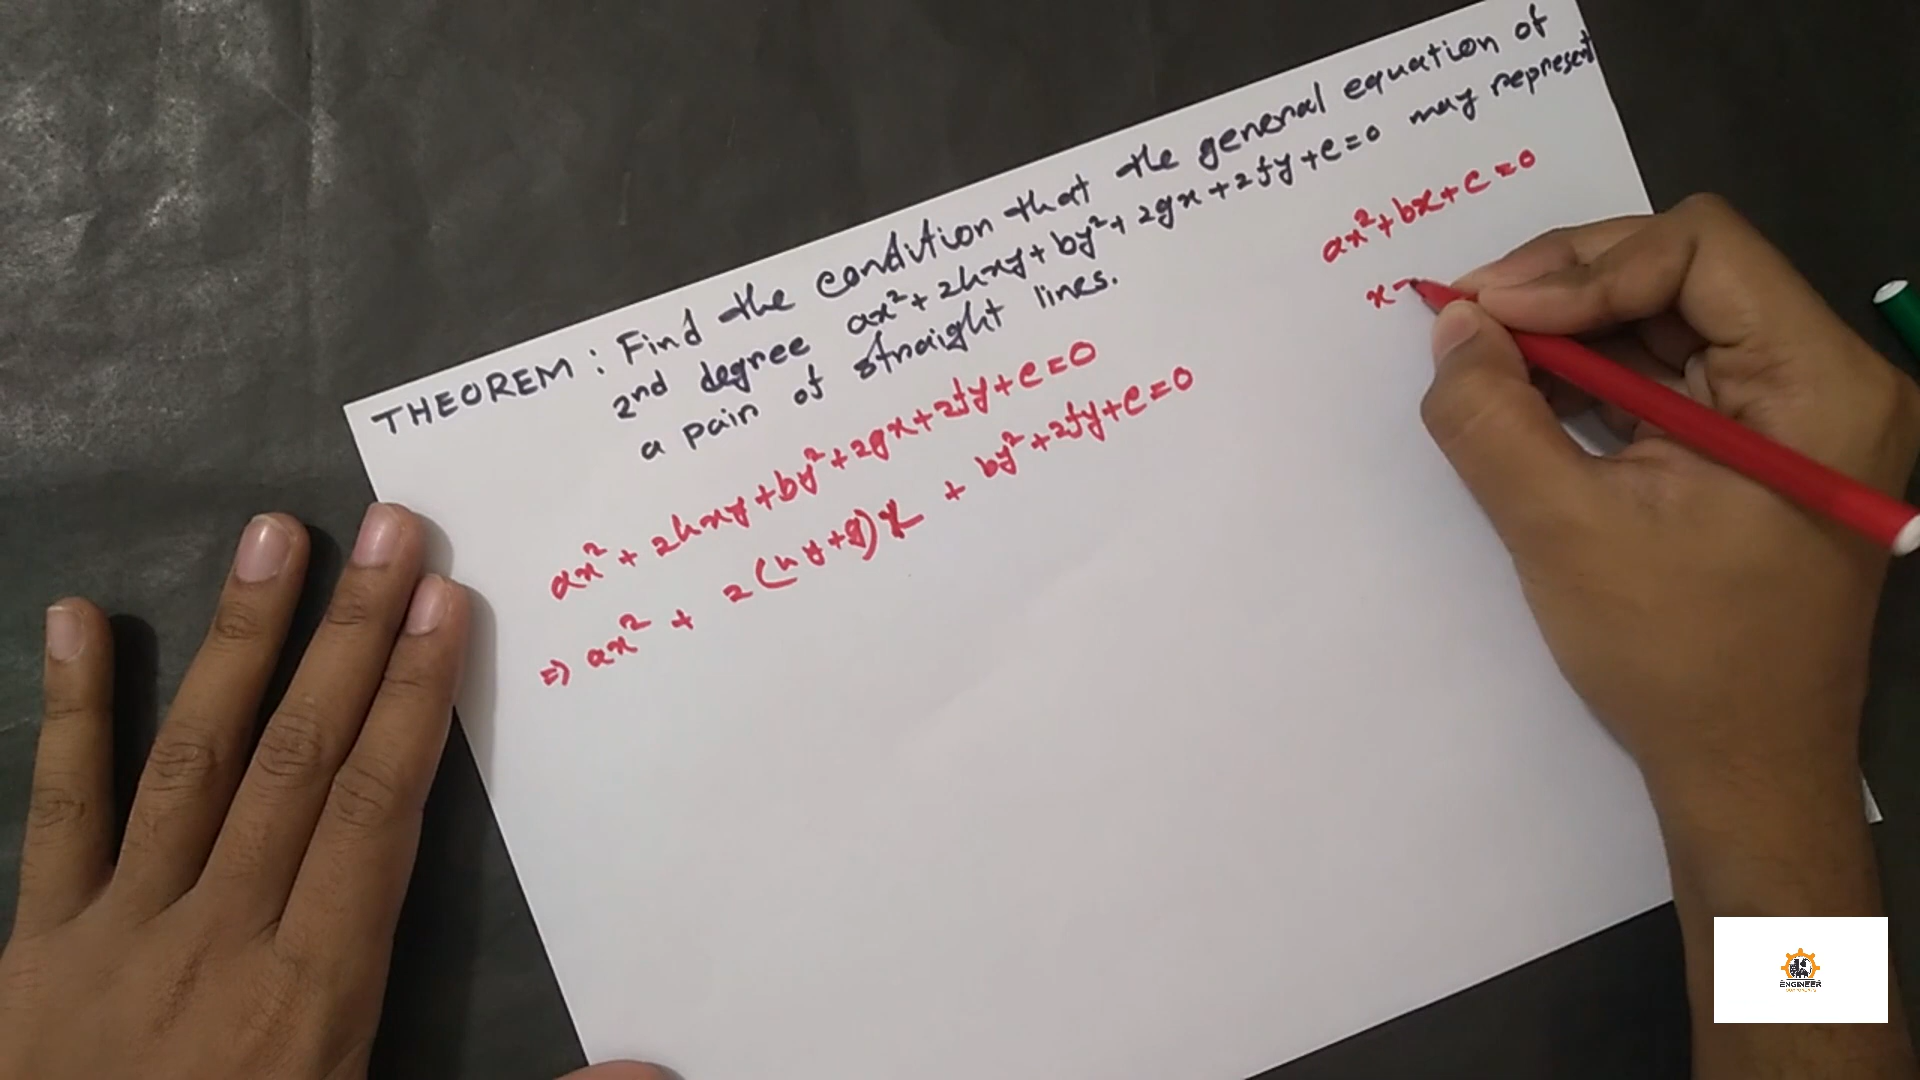 THEOREM : Find the condition that the general equation of
2nd degree ax² + 2hxy + by² + 2gx + 2fy + c = 0 may represent
a pair of straight lines.
ax² + bx + c = 0
x =
ax² + 2hxy + by² + 2gx + 2fy + c = 0
⇒ ax² + 2(hy + g)x + by² + 2fy + c = 0
ENGINEER